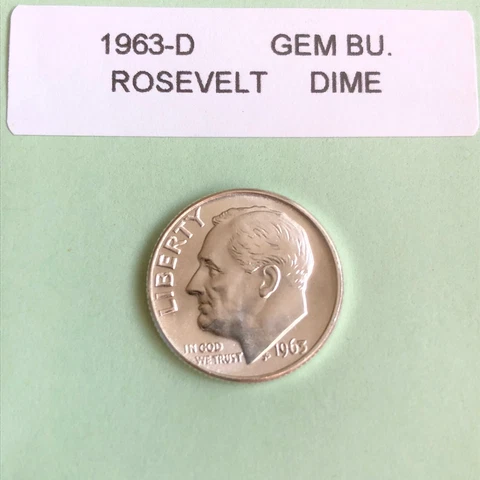 1963-D GEM BU.
ROSEVELT DIME
LIBERTY
IN GOD
WE TRUST
1963